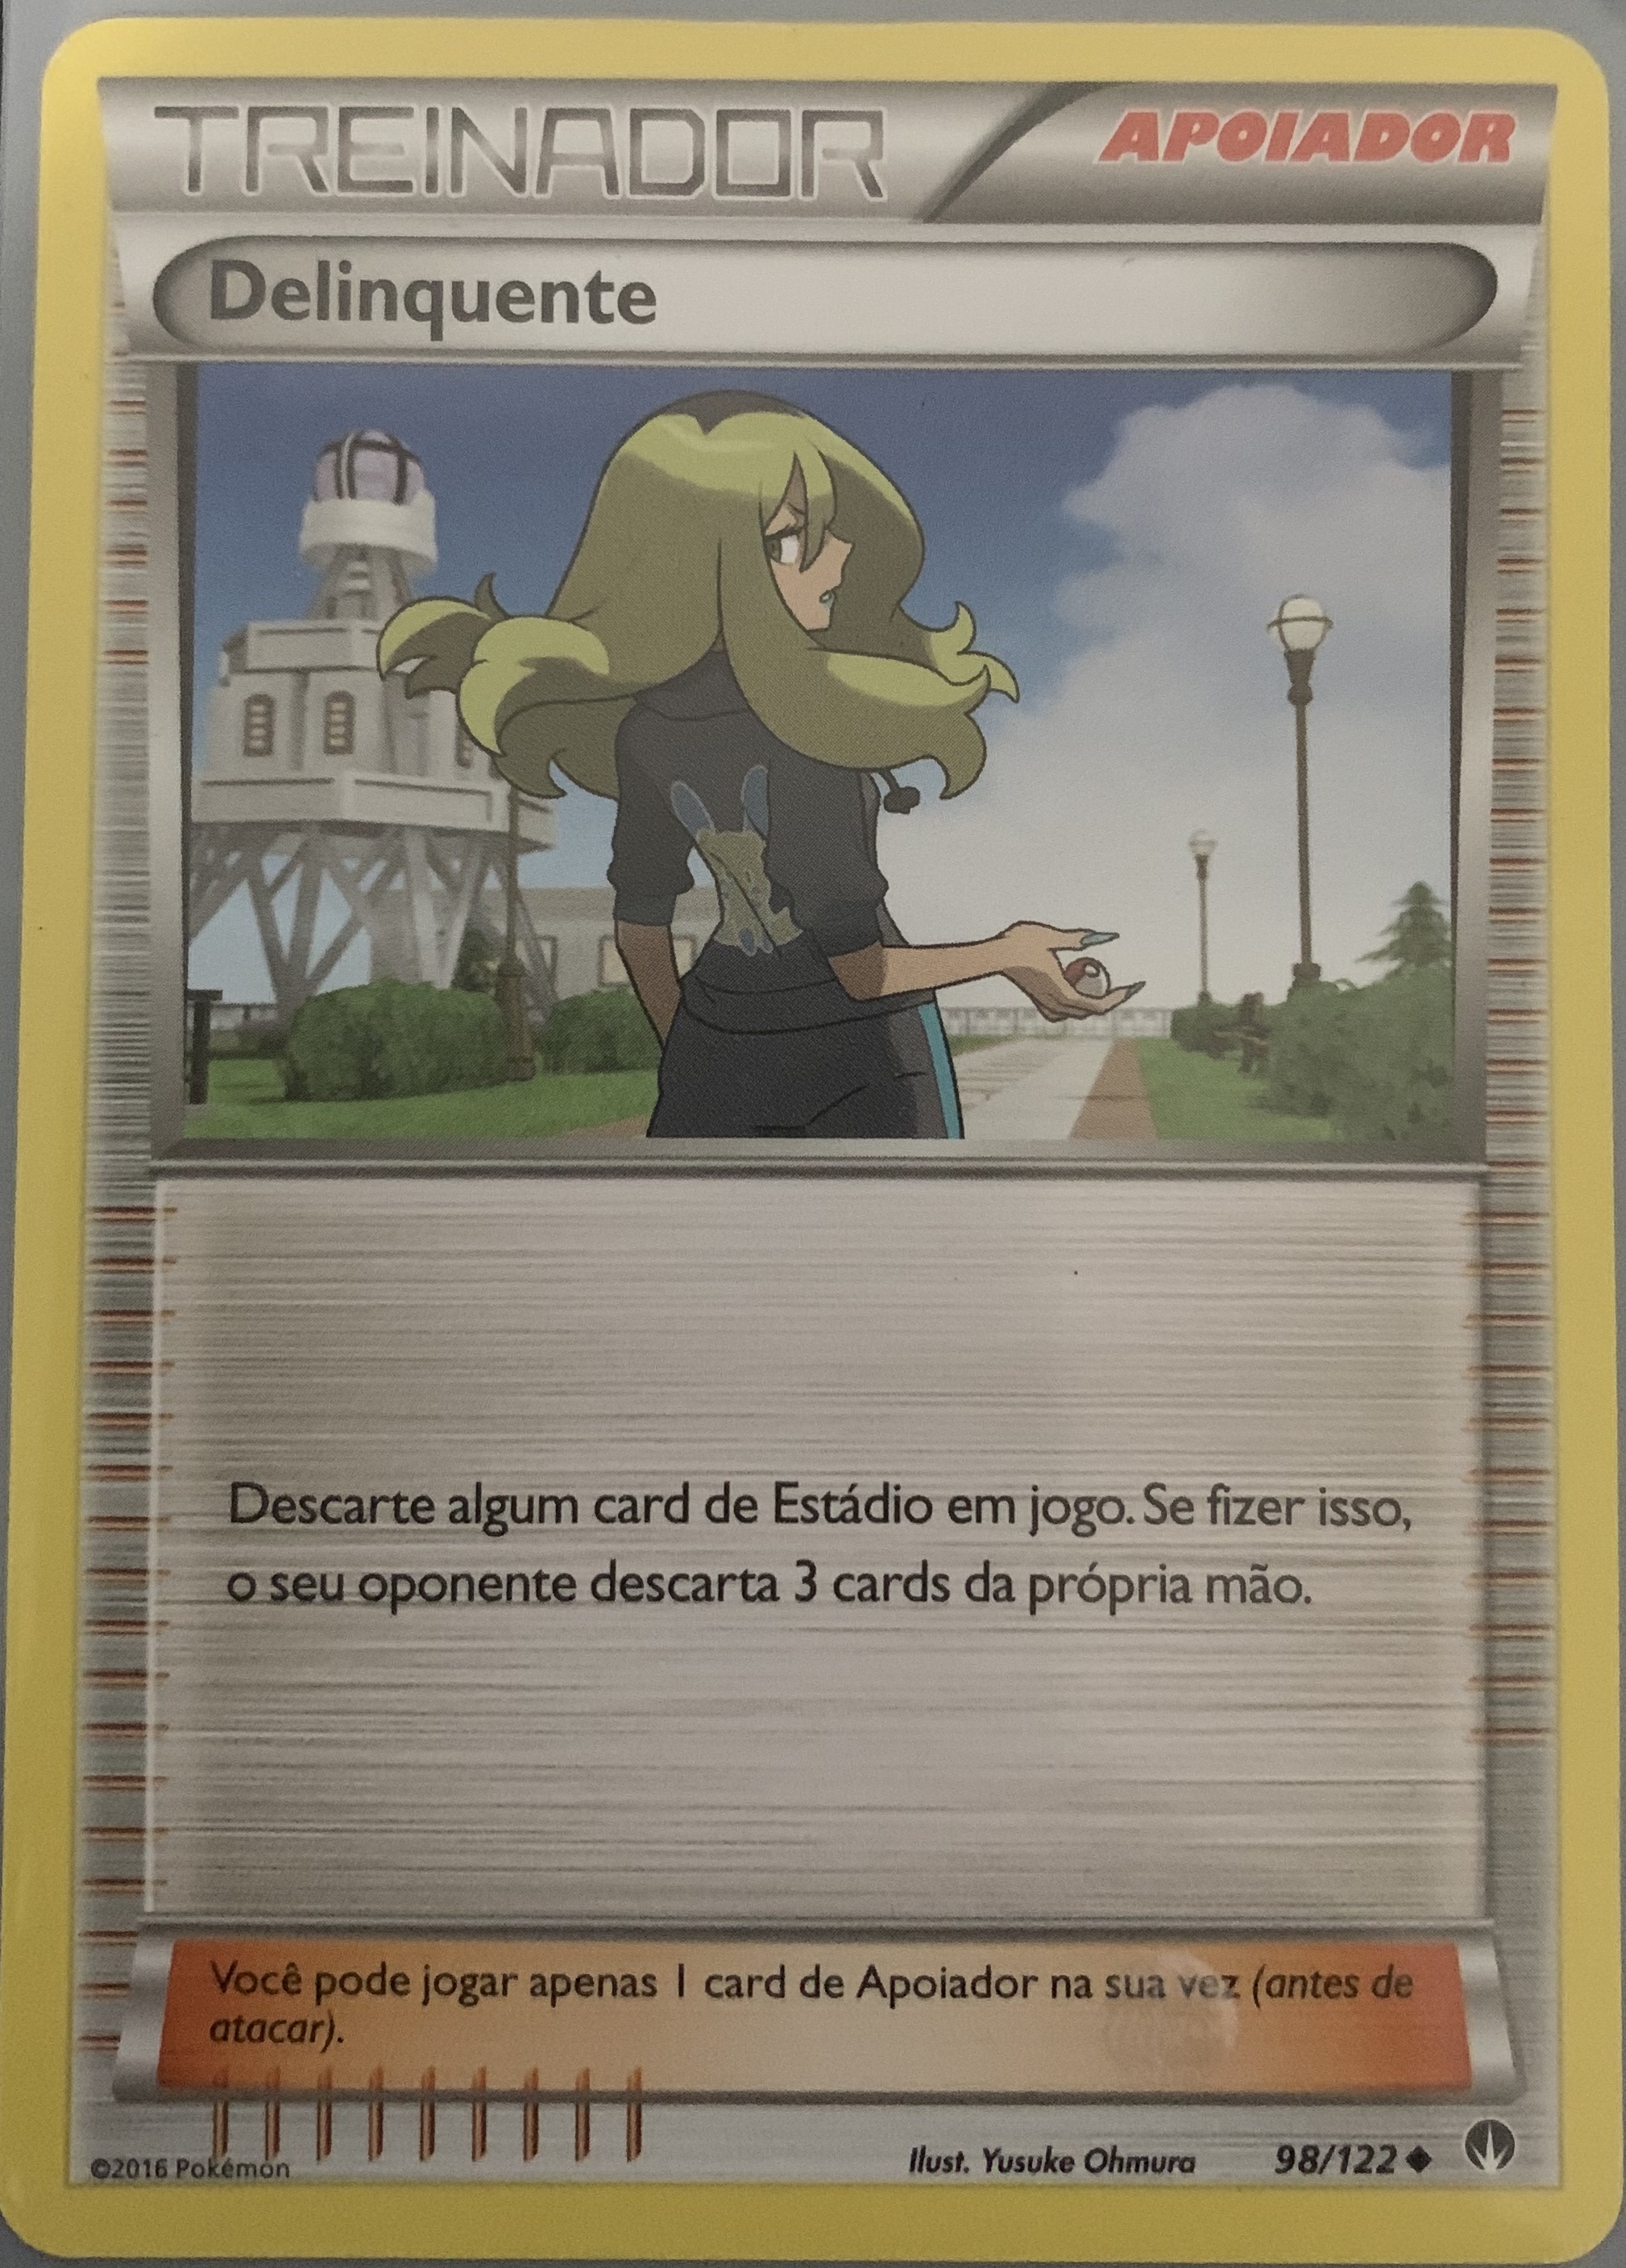 TREINADOR
APOIADOR
Delinquente
Descarte algum card de Estádio em jogo. Se fizer isso,
o seu oponente descarta 3 cards da própria mão.
Você pode jogar apenas 1 card de Apoiador na sua vez (antes de
atacar).
©2016 Pokémon
Ilust. Yusuke Ohmura
98/122